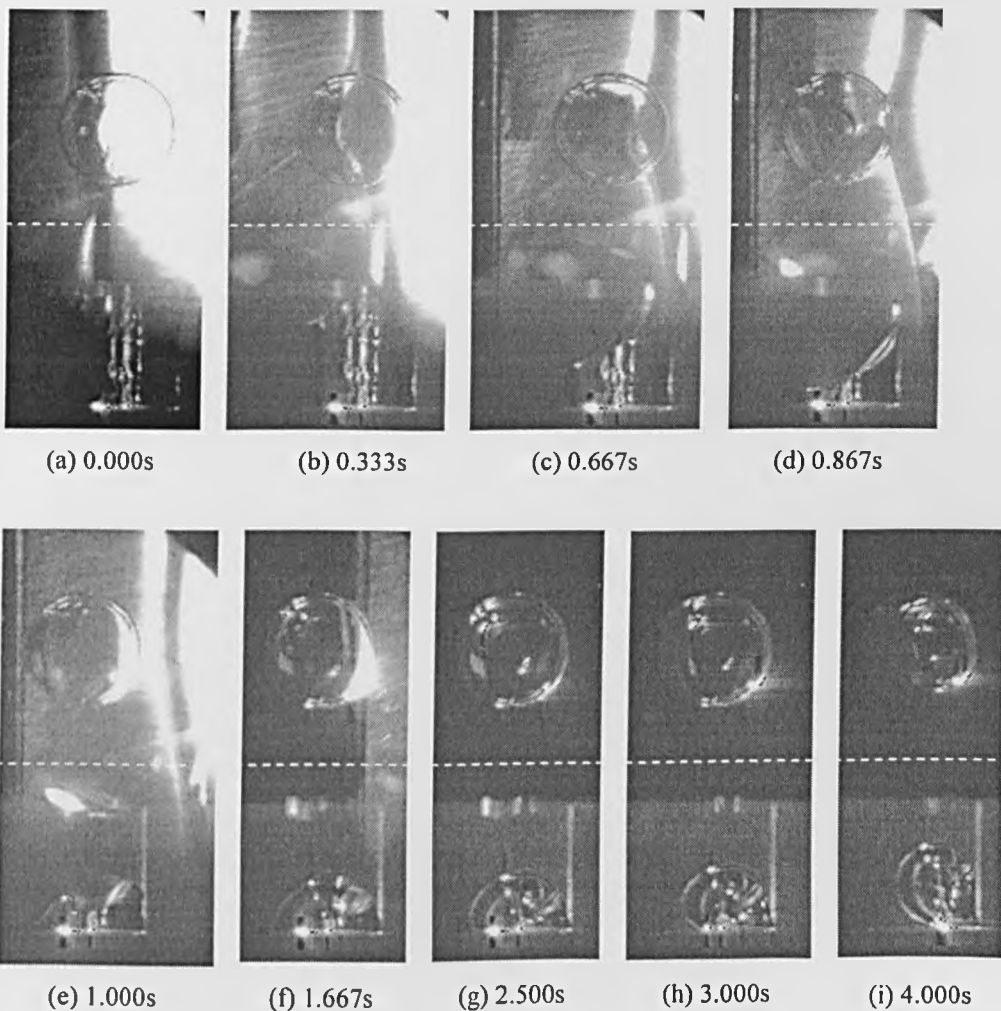 (a) 0.000s
(b) 0.333s
(c) 0.667s
(d) 0.867s
(e) 1.000s
(f) 1.667s
(g) 2.500s
(h) 3.000s
(i) 4.000s